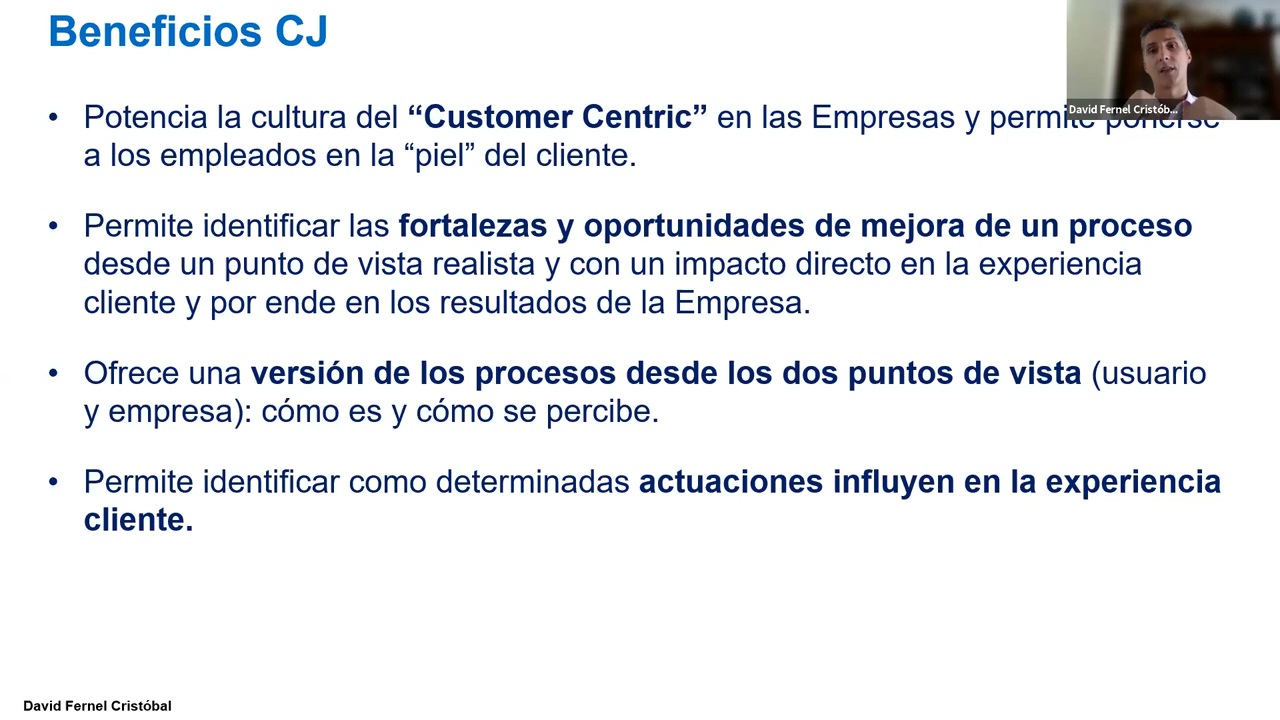 Beneficios CJ
David Fernel Cristób...
• Potencia la cultura del “Customer Centric” en las Empresas y permite ponerse
a los empleados en la “piel” del cliente.
• Permite identificar las fortalezas y oportunidades de mejora de un proceso
desde un punto de vista realista y con un impacto directo en la experiencia
cliente y por ende en los resultados de la Empresa.
• Ofrece una versión de los procesos desde los dos puntos de vista (usuario
y empresa): cómo es y cómo se percibe.
• Permite identificar como determinadas actuaciones influyen en la experiencia
cliente.
David Fernel Cristóbal